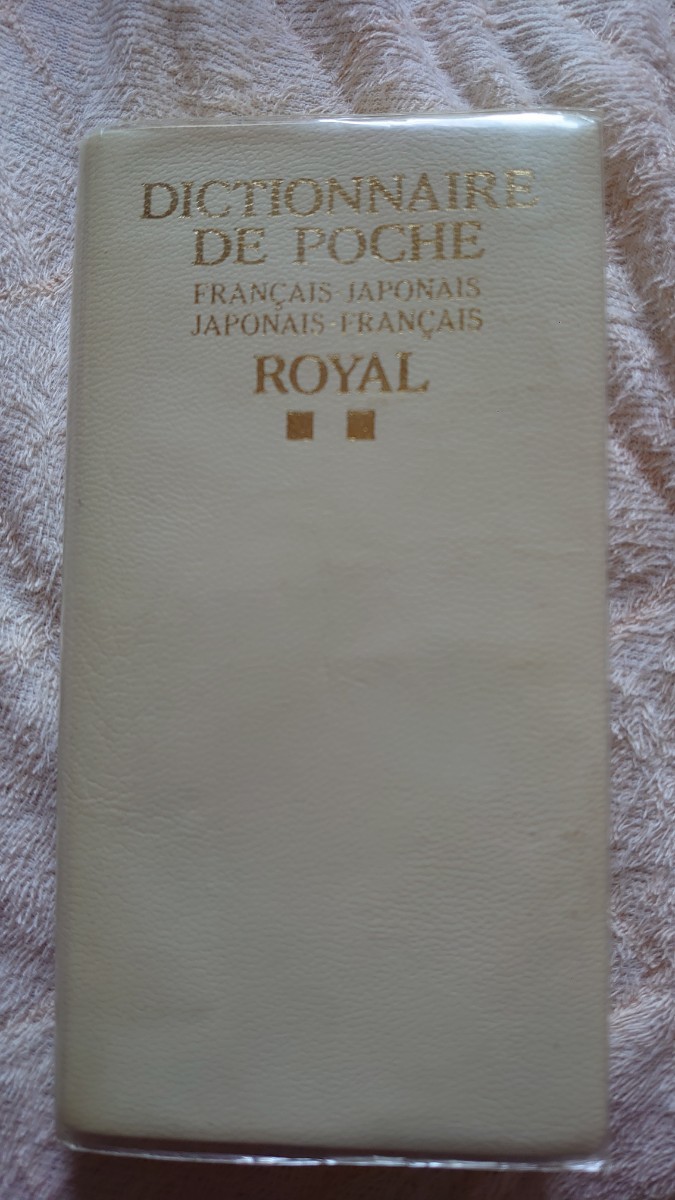 DICTIONNAIRE
DE POCHE
FRANÇAIS-JAPONAIS
JAPONAIS-FRANÇAIS
ROYAL